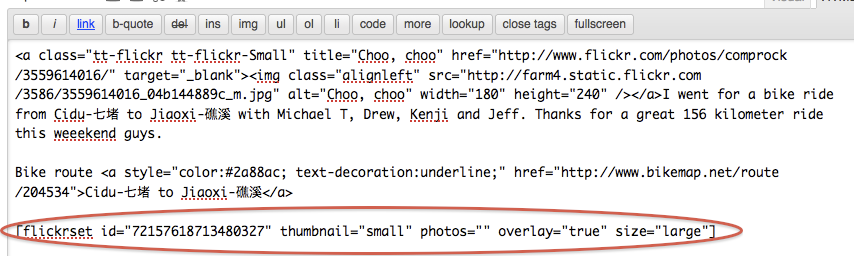 b i link b-quote del ins img ul ol li code more lookup close tags fullscreen
<a class="tt-flickr tt-flickr-Small" title="Choo, choo" href="http://www.flickr.com/photos/comprock
/3559614016/" target="_blank"><img class="alignleft" src="http://farm4.static.flickr.com
/3586/3559614016_04b144889c_m.jpg" alt="Choo, choo" width="180" height="240" /></a>I went for a bike ride
from Cidu-七堵 to Jiaoxi-礁溪 with Michael T, Drew, Kenji and Jeff. Thanks for a great 156 kilometer ride
this weeekend guys.
Bike route <a style="color:#2a88ac; text-decoration:underline;" href="http://www.bikemap.net/route
/204534">Cidu-七堵 to Jiaoxi-礁溪</a>
[flickrset id="72157618713480327" thumbnail="small" photos="" overlay="true" size="large"]